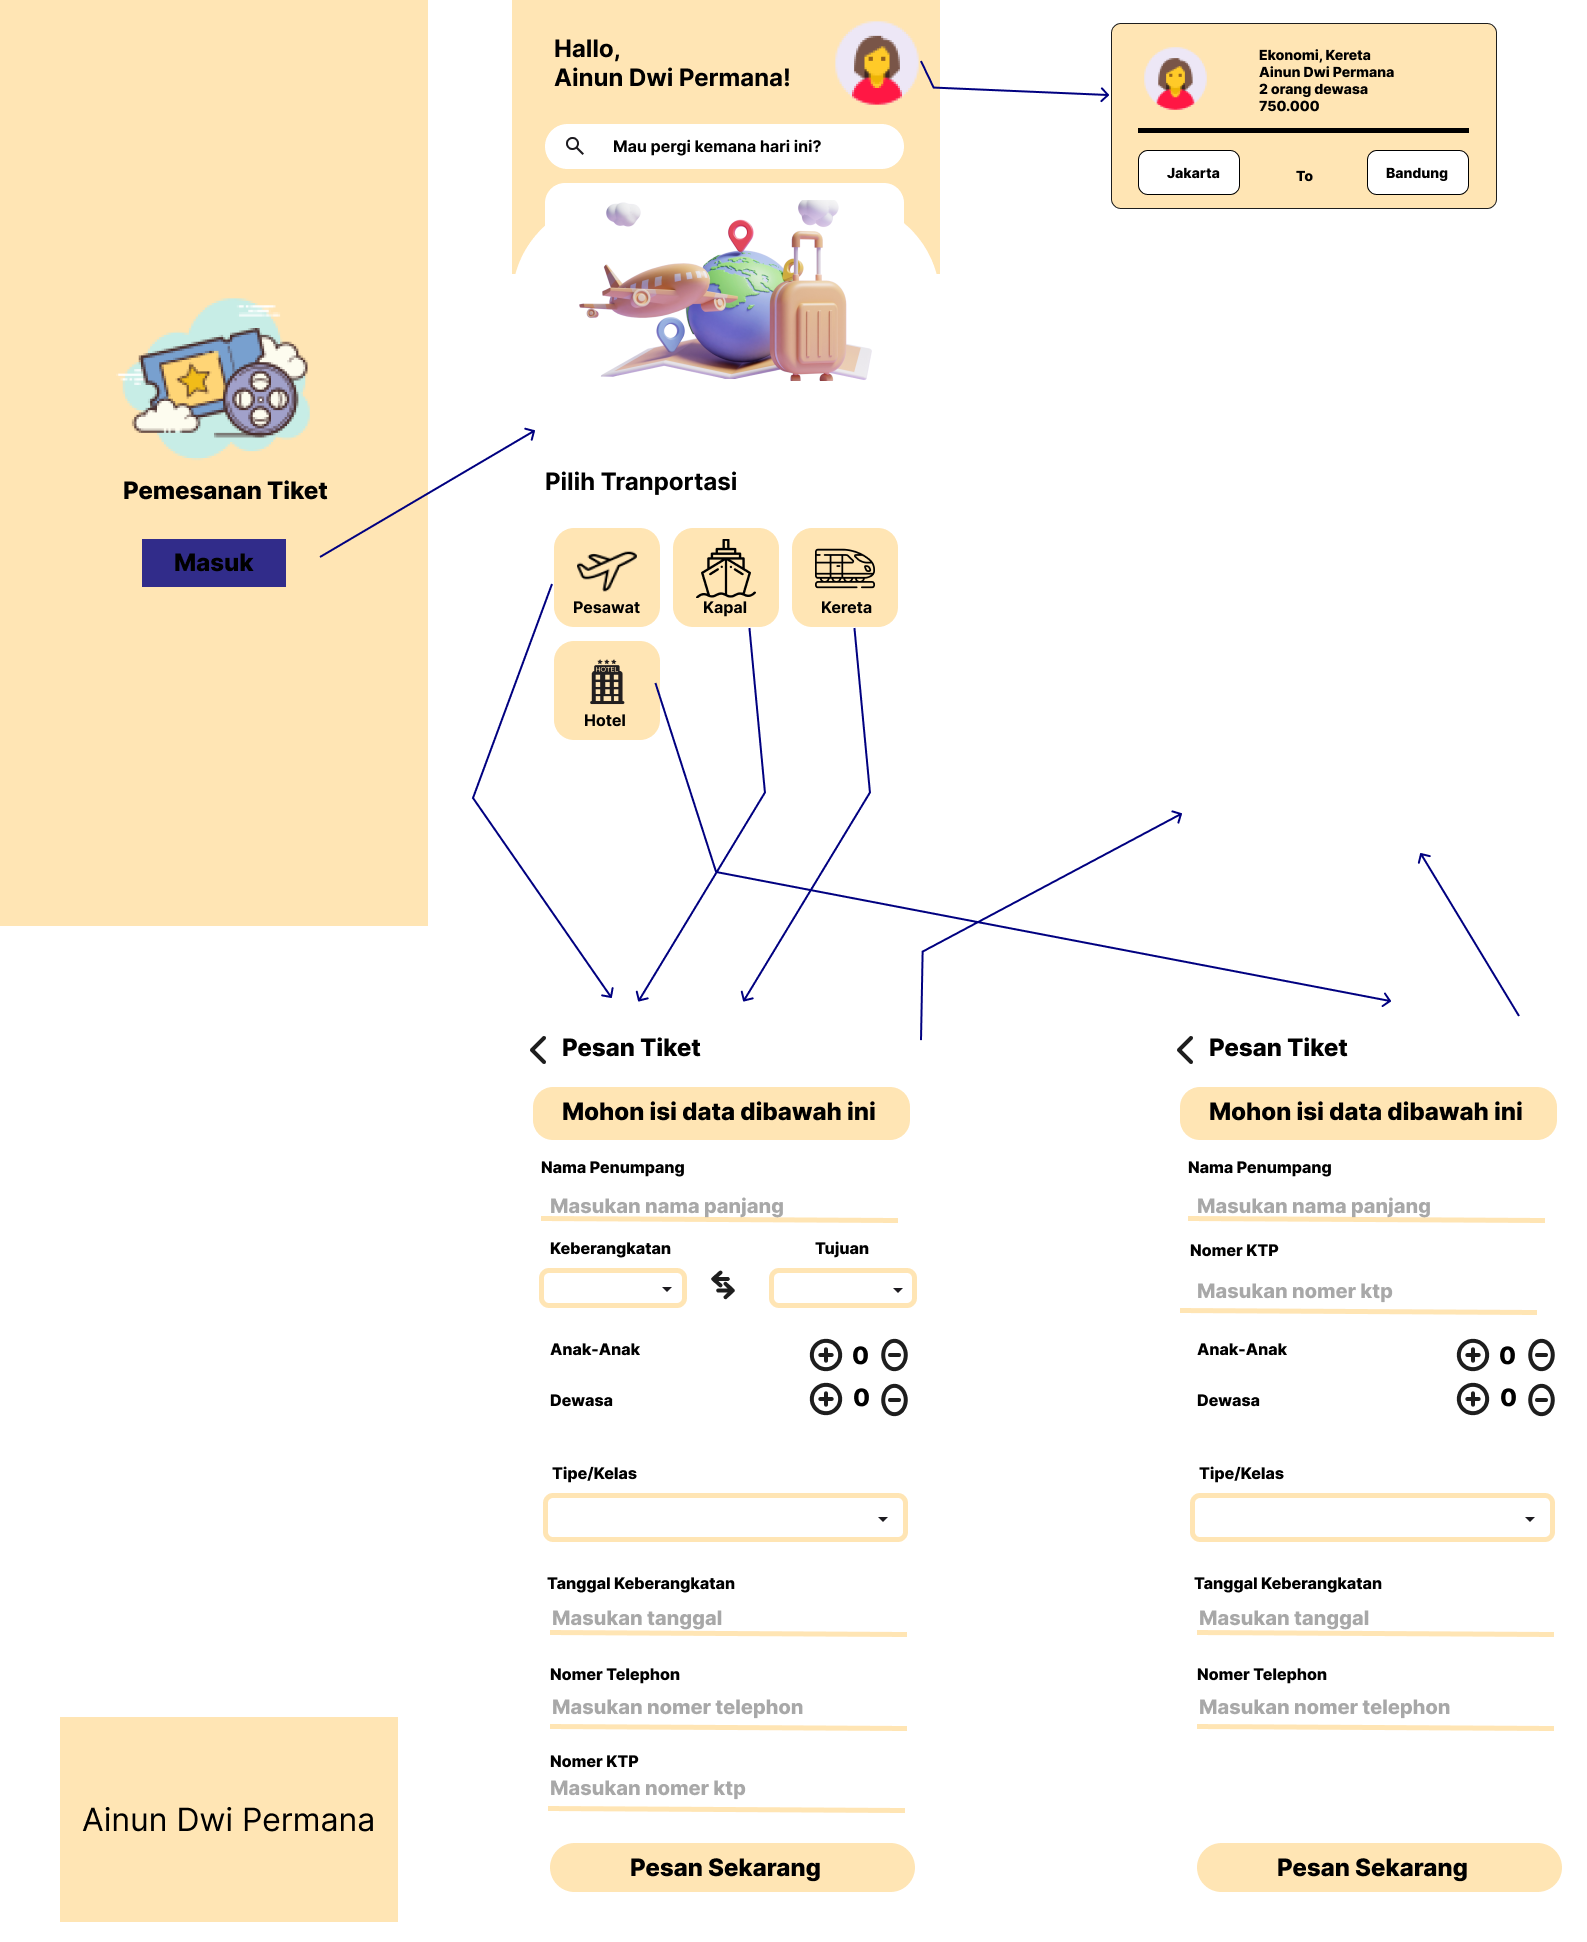 Pemesanan Tiket
Masuk
Hallo,
Ainun Dwi Permana!
Mau pergi kemana hari ini?
Pilih Tranportasi
Pesawat
Kapal
Kereta
HOTEL
Hotel
Ekonomi, Kereta
Ainun Dwi Permana
2 orang dewasa
750.000
Jakarta
To
Bandung
Pesan Tiket
Mohon isi data dibawah ini
Nama Penumpang
Masukan nama panjang
Keberangkatan
Tujuan
Anak-Anak
0
Dewasa
0
Tipe/Kelas
Tanggal Keberangkatan
Masukan tanggal
Nomer Telephon
Masukan nomer telephon
Nomer KTP
Masukan nomer ktp
Pesan Sekarang
Pesan Tiket
Mohon isi data dibawah ini
Nama Penumpang
Masukan nama panjang
Nomer KTP
Masukan nomer ktp
Anak-Anak
0
Dewasa
0
Tipe/Kelas
Tanggal Keberangkatan
Masukan tanggal
Nomer Telephon
Masukan nomer telephon
Pesan Sekarang
Ainun Dwi Permana